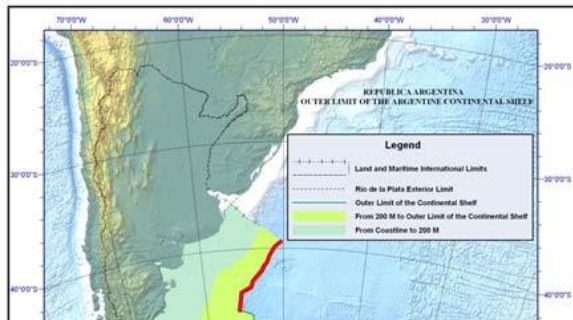 70°0'0"W 60°0'0"W 50°0'0"W 40°0'0"W 30°0'0"W
20°0'0"S 20°0'0"S
REPUBLICA ARGENTINA
OUTER LIMIT OF THE ARGENTINE CONTINENTAL SHELF
Legend
Land and Maritime International Limits
Rio de la Plata Exterior Limit
Outer Limit of the Continental Shelf
From 200 M to Outer Limit of the Continental Shelf
From Coastline to 200 M
30°0'0"S 30°0'0"S
40°0'0"S 40°0'0"S